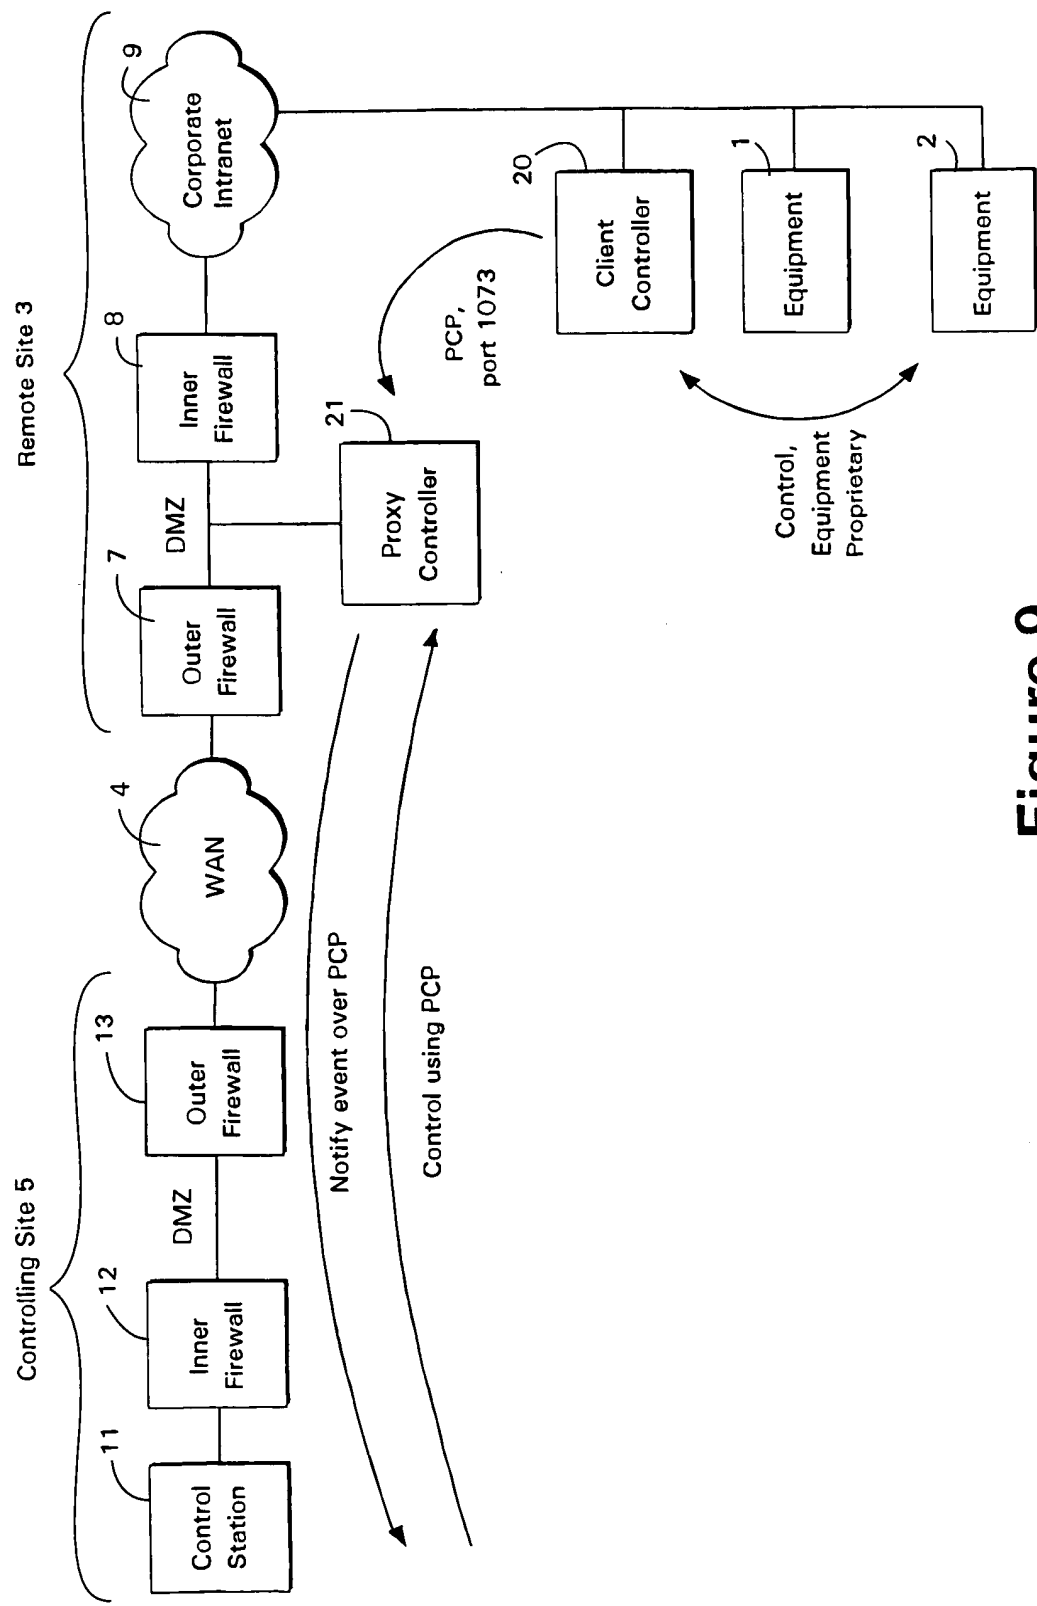 Controlling Site 5
Remote Site 3
11
Control
Station
12
Inner
Firewall
DMZ
13
Outer
Firewall
4
WAN
7
Outer
Firewall
DMZ
8
Inner
Firewall
9
Corporate
Intranet
Notify event over PCP
Control using PCP
21
Proxy
Controller
PCP,
port 1073
20
Client
Controller
1
Equipment
2
Equipment
Control,
Equipment
Proprietary
Figure